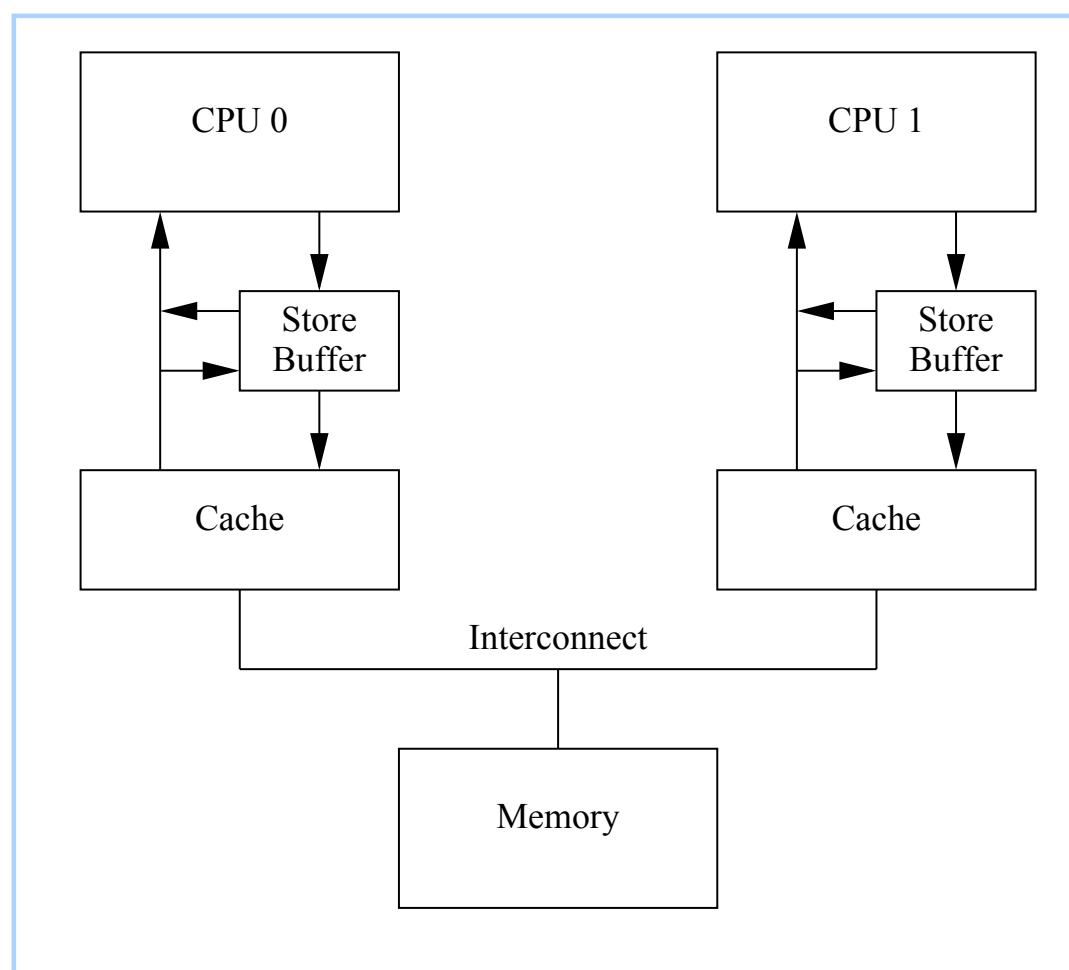 CPU 0
CPU 1
Store
Buffer
Store
Buffer
Cache
Cache
Interconnect
Memory